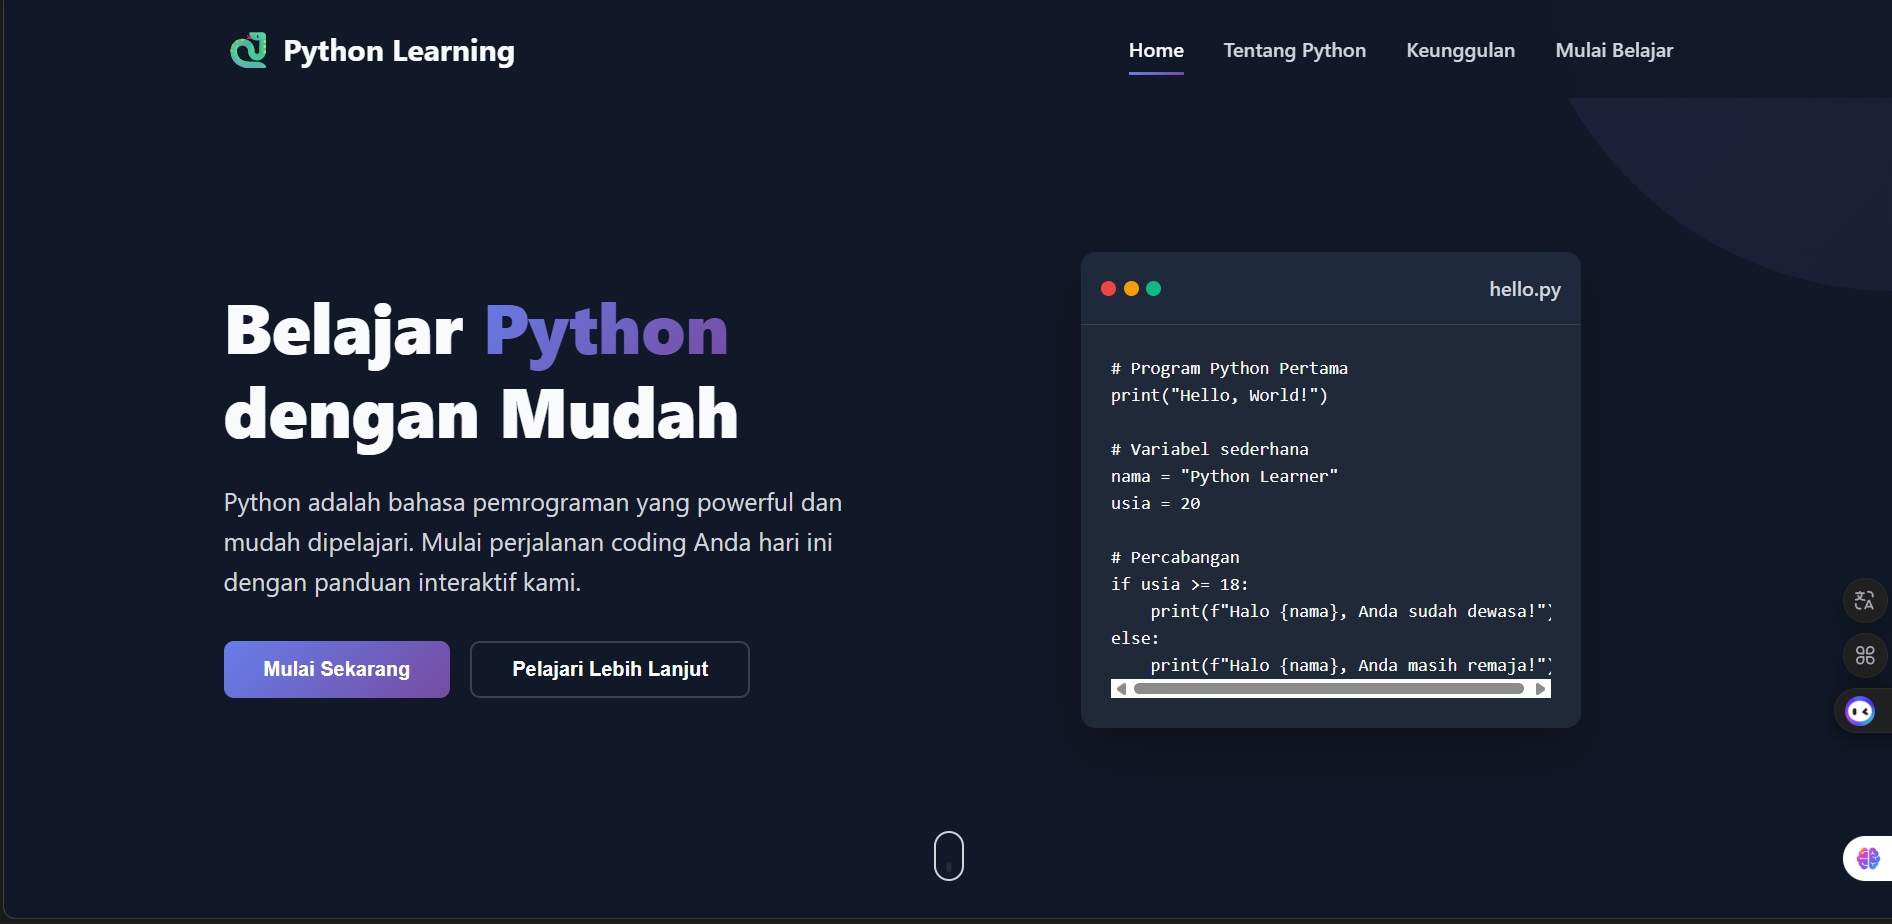 Python Learning
Home
Tentang Python
Keunggulan
Mulai Belajar
Belajar Python
dengan Mudah
Python adalah bahasa pemrograman yang powerful dan
mudah dipelajari. Mulai perjalanan coding Anda hari ini
dengan panduan interaktif kami.
Mulai Sekarang
Pelajari Lebih Lanjut
hello.py
# Program Python Pertama
print("Hello, World!")
# Variabel sederhana
nama = "Python Learner"
usia = 20
# Percabangan
if usia >= 18:
    print(f"Halo {nama}, Anda sudah dewasa!")
else:
    print(f"Halo {nama}, Anda masih remaja!")